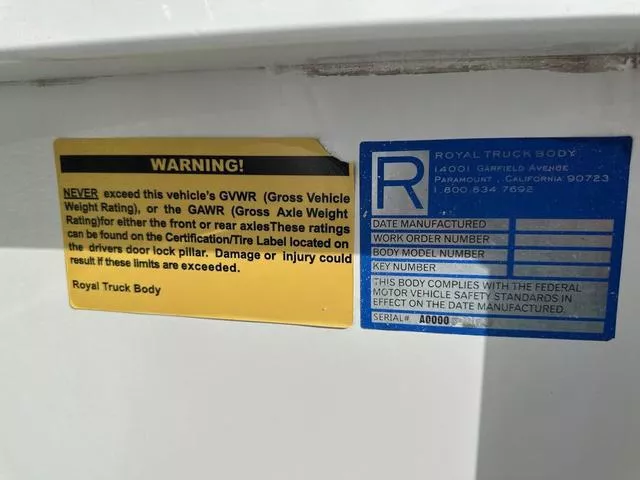 WARNING!
NEVER exceed this vehicle's GVWR (Gross Vehicle
Weight Rating), or the GAWR (Gross Axle Weight
Rating)for either the front or rear axlesThese ratings
can be found on the Certification/Tire Label located on
the drivers door lock pillar. Damage or injury could
result if these limits are exceeded.
Royal Truck Body
R
ROYAL TRUCK BODY
14001 GARFIELD AVENUE
PARAMOUNT, CALIFORNIA 90723
1.800.834.7692
DATE MANUFACTURED
WORK ORDER NUMBER
BODY MODEL NUMBER
KEY NUMBER
THIS BODY COMPLIES WITH THE FEDERAL
MOTOR VEHICLE SAFETY STANDARDS IN
EFFECT ON THE DATE MANUFACTURED.
SERIAL# A0000